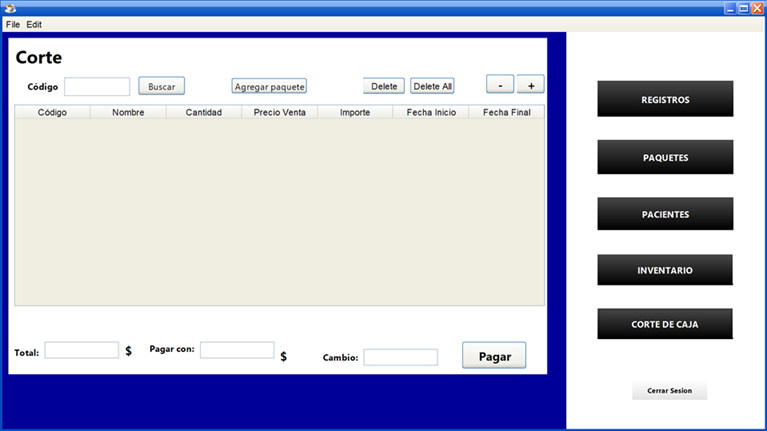 File Edit
Corte
Código Buscar Agregar paquete Delete Delete All - +
Código Nombre Cantidad Precio Venta Importe Fecha Inicio Fecha Final
Total: $ Pagar con: $ Cambio: Pagar
REGISTROS
PAQUETES
PACIENTES
INVENTARIO
CORTE DE CAJA
Cerrar Sesion